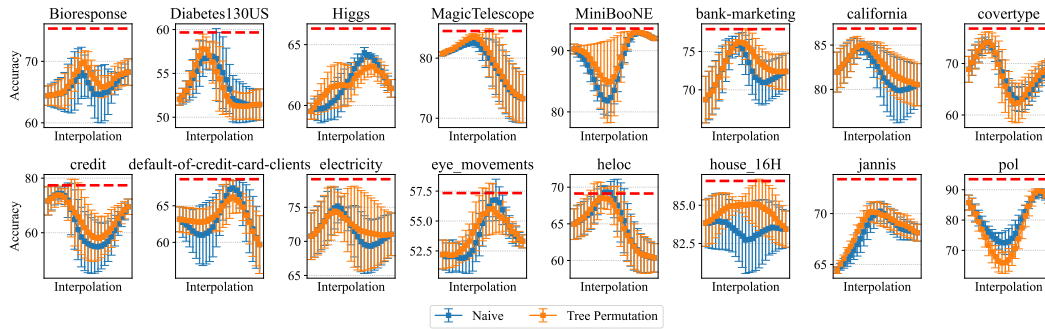 Bioresponse Diabetes130US Higgs MagicTelescope MiniBooNE bank-marketing california covertype
Accuracy
60 70
50 55 60
60 65
70 80
80 90
70 75
80 85
60 70
Interpolation Interpolation Interpolation Interpolation Interpolation Interpolation Interpolation Interpolation
credit default-of-credit-card-clients electricity eye_movements heloc house_16H jannis pol
Accuracy
60 80
60 65
65 70 75
52.5 55.0 57.5
60 65 70
82.5 85.0
65 70
70 80 90
Interpolation Interpolation Interpolation Interpolation Interpolation Interpolation Interpolation Interpolation
Naive Tree Permutation